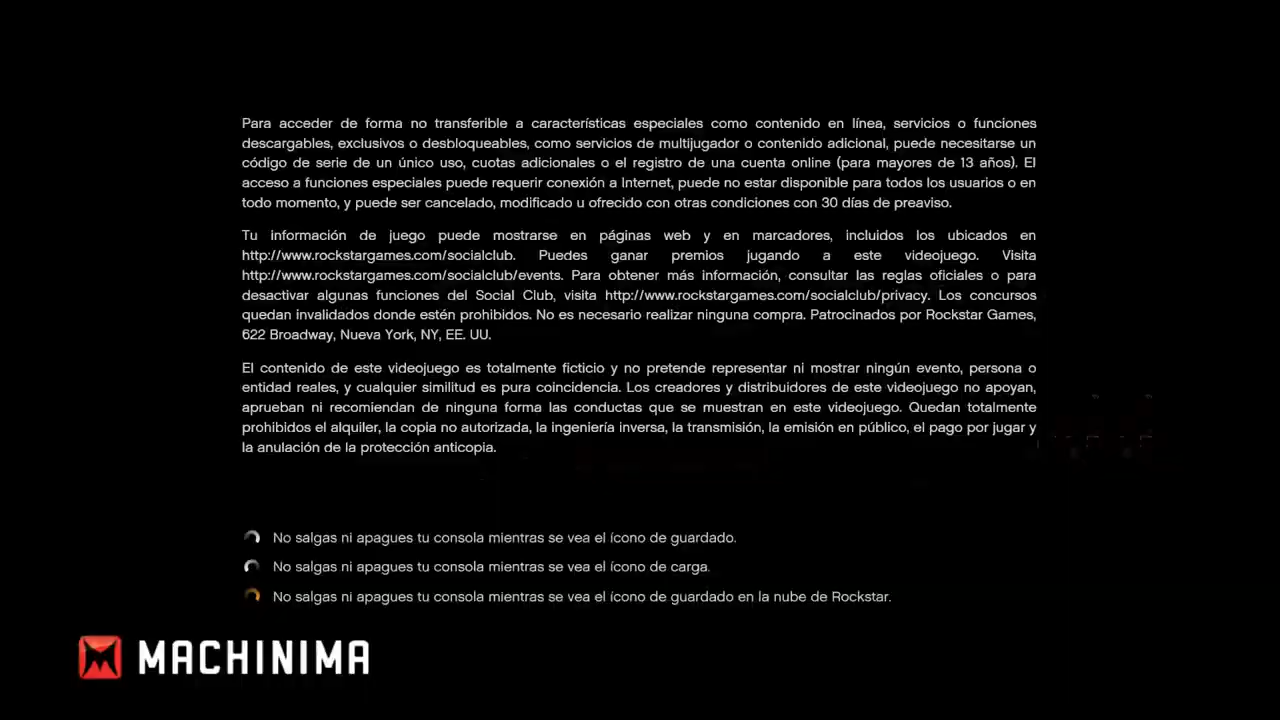 Para acceder de forma no transferible a características especiales como contenido en línea, servicios o funciones
descargables, exclusivos o desbloqueables, como servicios de multijugador o contenido adicional, puede necesitarse un
código de serie de un único uso, cuotas adicionales o el registro de una cuenta online (para mayores de 13 años). El
acceso a funciones especiales puede requerir conexión a Internet, puede no estar disponible para todos los usuarios o en
todo momento, y puede ser cancelado, modificado u ofrecido con otras condiciones con 30 días de preaviso.
Tu información de juego puede mostrarse en páginas web y en marcadores, incluidos los ubicados en
http://www.rockstargames.com/socialclub. Puedes ganar premios jugando a este videojuego. Visita
http://www.rockstargames.com/socialclub/events. Para obtener más información, consultar las reglas oficiales o para
desactivar algunas funciones del Social Club, visita http://www.rockstargames.com/socialclub/privacy. Los concursos
quedan invalidados donde estén prohibidos. No es necesario realizar ninguna compra. Patrocinados por Rockstar Games,
622 Broadway, Nueva York, NY, EE. UU.
El contenido de este videojuego es totalmente ficticio y no pretende representar ni mostrar ningún evento, persona o
entidad reales, y cualquier similitud es pura coincidencia. Los creadores y distribuidores de este videojuego no apoyan,
aprueban ni recomiendan de ninguna forma las conductas que se muestran en este videojuego. Quedan totalmente
prohibidos el alquiler, la copia no autorizada, la ingeniería inversa, la transmisión, la emisión en público, el pago por jugar y
la anulación de la protección anticopia.
No salgas ni apagues tu consola mientras se vea el ícono de guardado.
No salgas ni apagues tu consola mientras se vea el ícono de carga.
No salgas ni apagues tu consola mientras se vea el ícono de guardado en la nube de Rockstar.
MACHINIMA